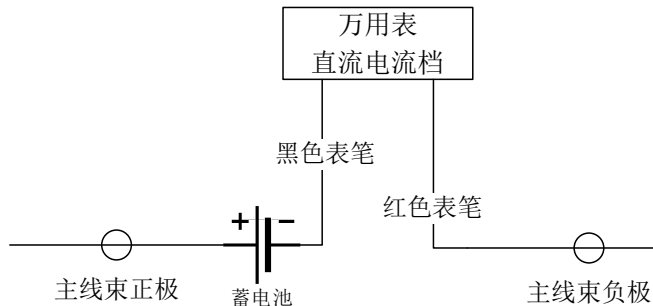 万用表
直流电流档
黑色表笔
红色表笔
+ -
主线束正极
蓄电池
主线束负极